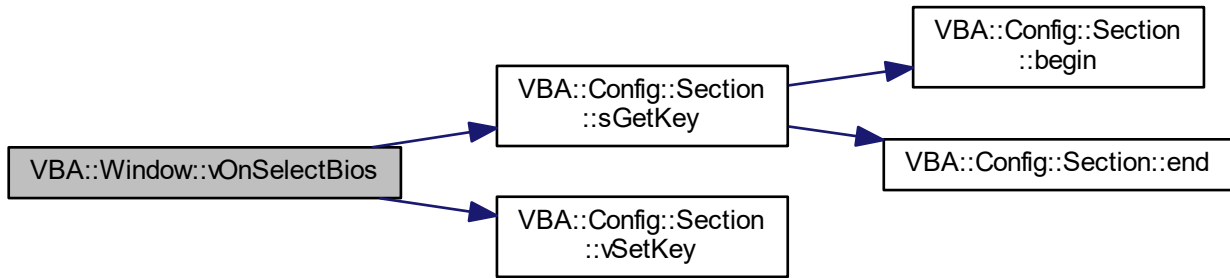 VBA::Window::vOnSelectBios
VBA::Config::Section
::sGetKey
VBA::Config::Section
::vSetKey
VBA::Config::Section
::begin
VBA::Config::Section::end